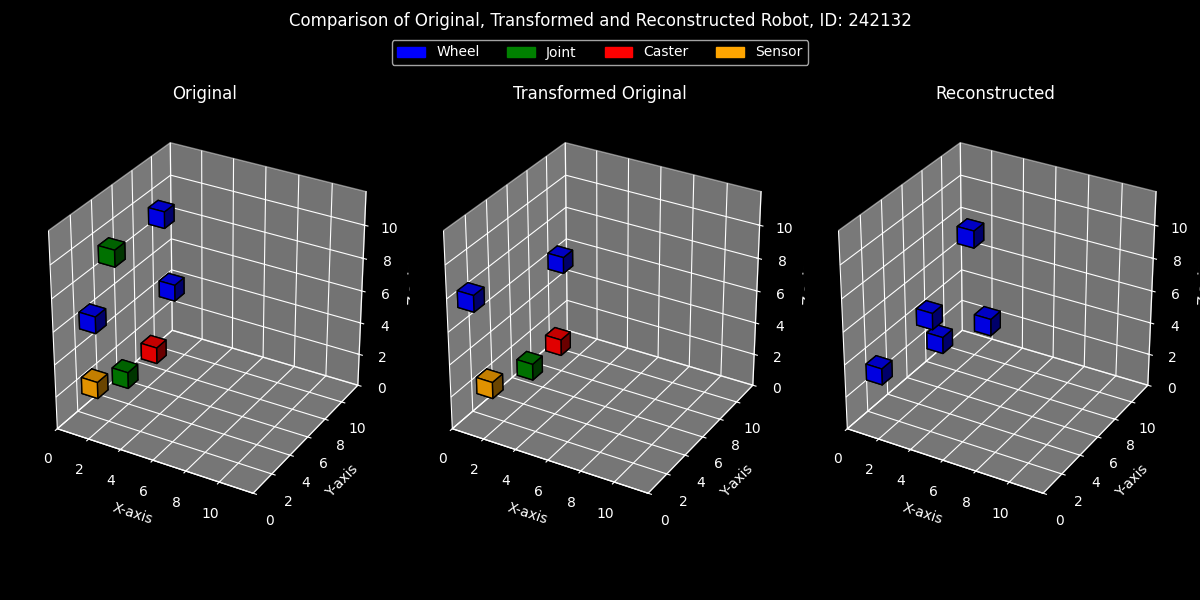 Comparison of Original, Transformed and Reconstructed Robot, ID: 242132
Wheel Joint Caster Sensor
Original
Transformed Original
Reconstructed
10
8
6
4
2
0
0 2 4 6 8 10
X-axis
0 2 4 6 8 10
Y-axis
10
8
6
4
2
0
0 2 4 6 8 10
X-axis
0 2 4 6 8 10
Y-axis
10
8
6
4
2
0
0 2 4 6 8 10
X-axis
0 2 4 6 8 10
Y-axis